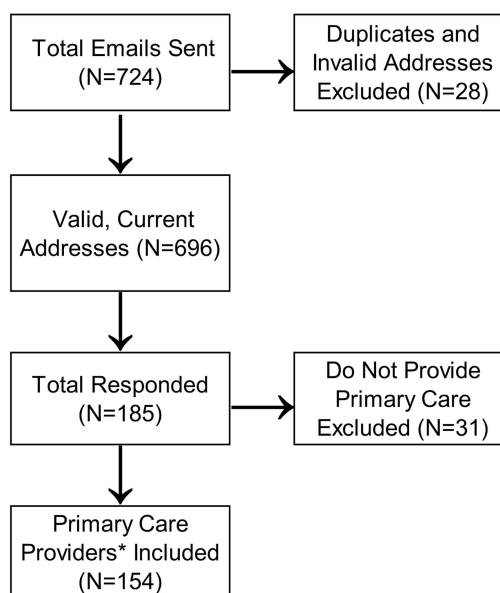 Total Emails Sent
(N=724)
Duplicates and
Invalid Addresses
Excluded (N=28)
Valid, Current
Addresses (N=696)
Total Responded
(N=185)
Do Not Provide
Primary Care
Excluded (N=31)
Primary Care
Providers* Included
(N=154)